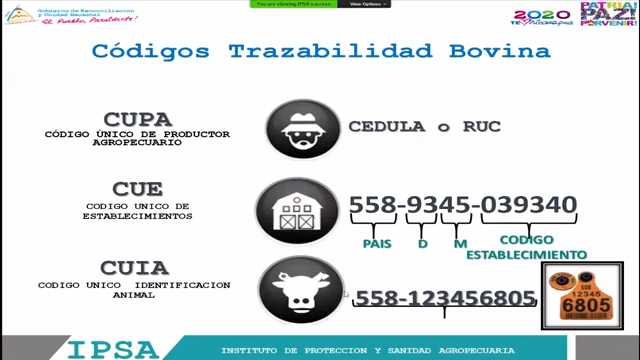 Gobierno de Reconciliación
y Unidad Nacional
El Pueblo, Presidente!
You are viewing IPSA's screen
View Options
2020
PATRIA!
PAZ!
PORVENIR!
Códigos Trazabilidad Bovina
CUPA
CÓDIGO ÚNICO DE PRODUCTOR
AGROPECUARIO
CEDULA o RUC
CUE
CODIGO UNICO DE
ESTABLECIMIENTOS
558-9345-039340
PAIS D M CODIGO
ESTABLECIMIENTO
CUIA
CODIGO UNICO IDENTIFICACION
ANIMAL
558-123456805
558
12345
6805
IPSA
INSTITUTO DE PROTECCION Y SANIDAD AGROPECUARIA